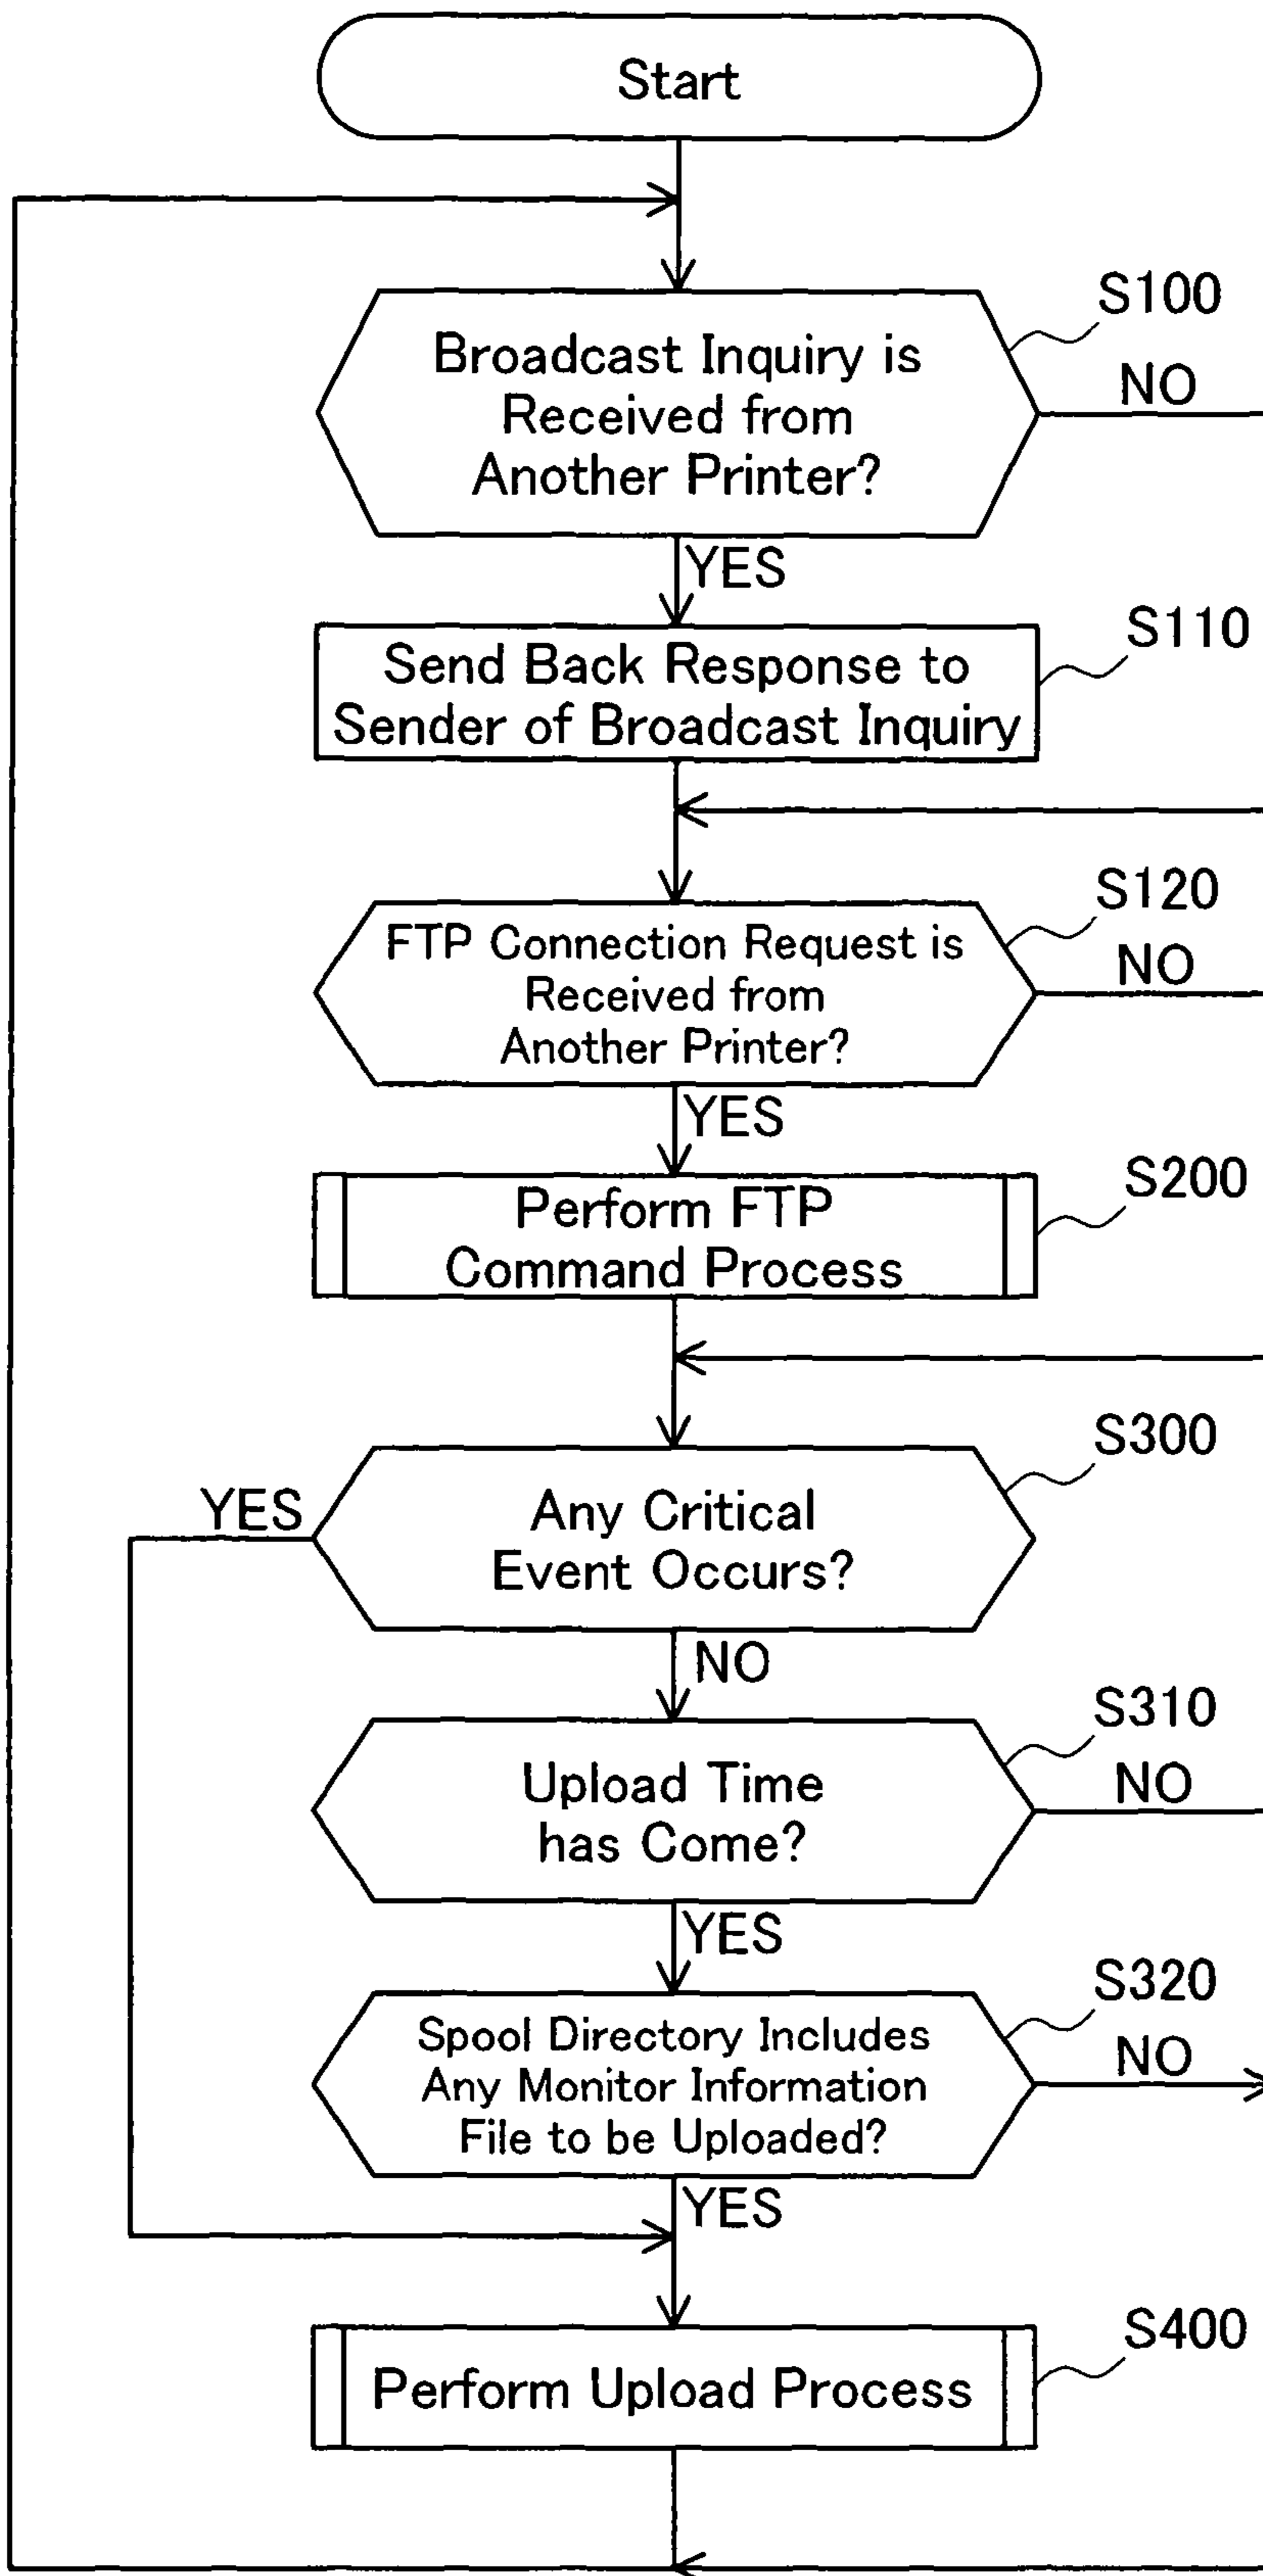 Start
S100
Broadcast Inquiry is
Received from
Another Printer?
NO
YES
S110
Send Back Response to
Sender of Broadcast Inquiry
S120
FTP Connection Request is
Received from
Another Printer?
NO
YES
S200
Perform FTP
Command Process
S300
YES
Any Critical
Event Occurs?
NO
S310
Upload Time
has Come?
NO
YES
S320
Spool Directory Includes
Any Monitor Information
File to be Uploaded?
NO
YES
S400
Perform Upload Process